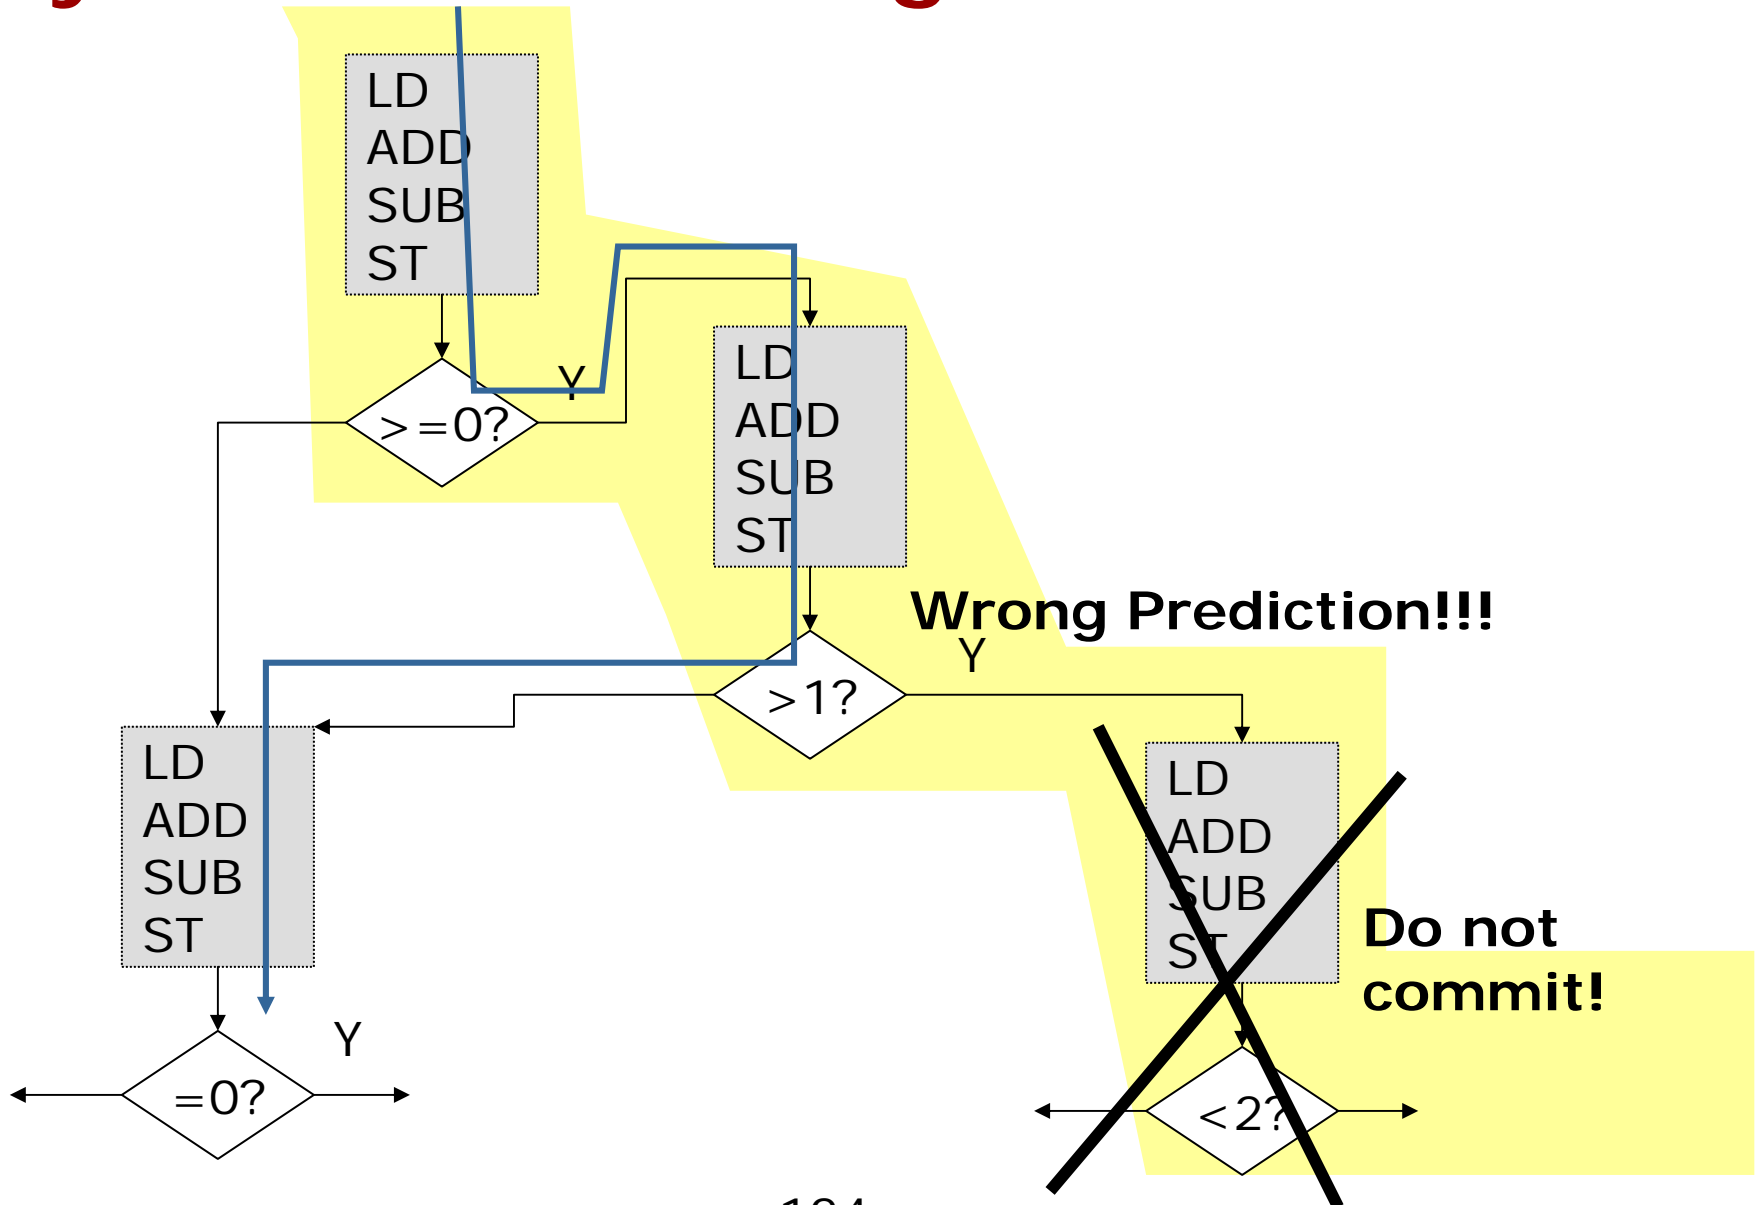 LD
ADD
SUB
ST
Y
>=0?
LD
ADD
SUB
ST
Wrong Prediction!!!
Y
>1?
LD
ADD
SUB
ST
LD
ADD
SUB
ST
Do not
commit!
Y
=0?
<2?